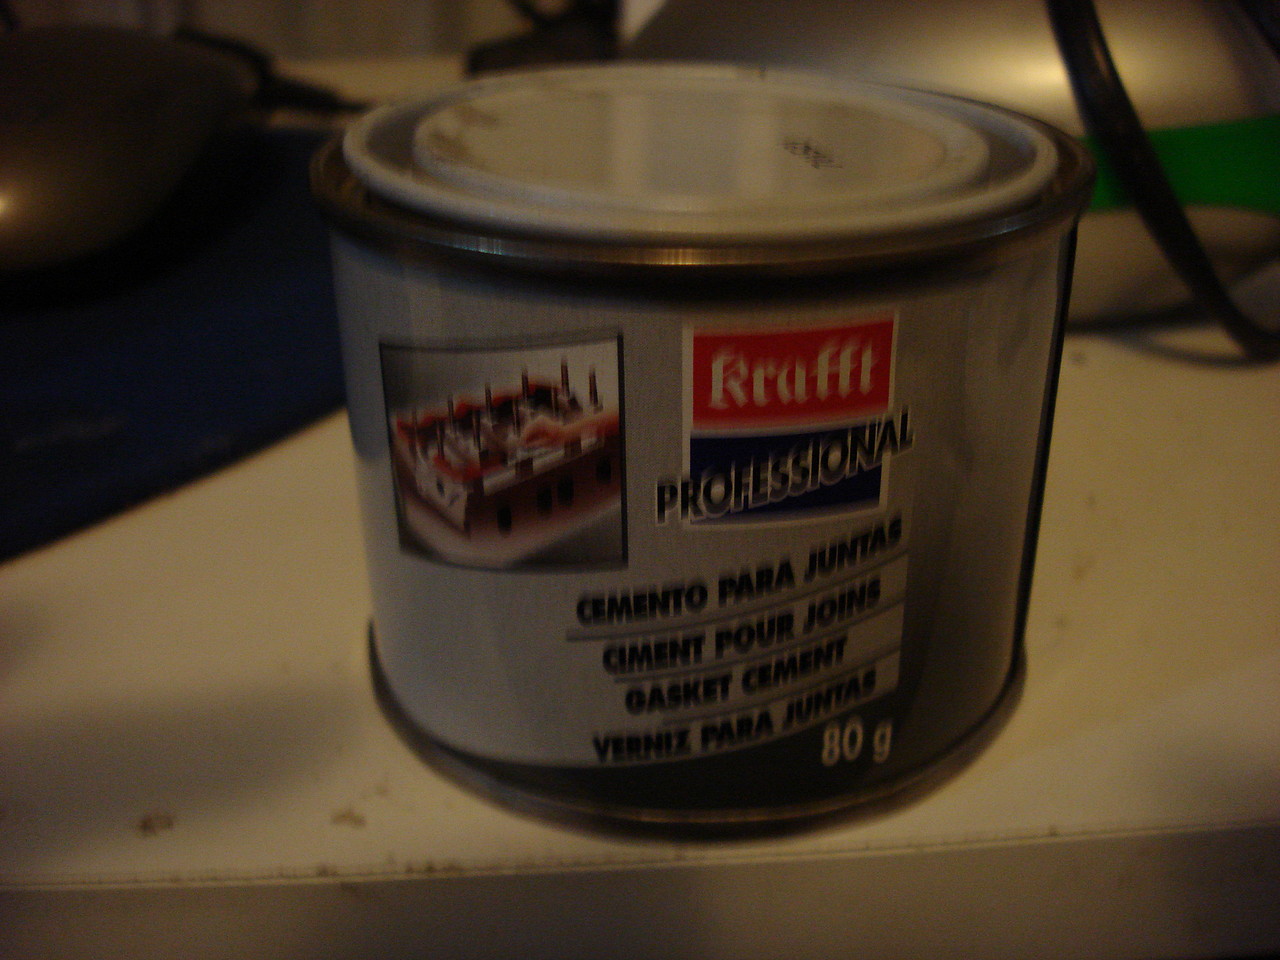 krafft
PROFESSIONAL
CEMENTO PARA JUNTAS
CIMENT POUR JOINS
GASKET CEMENT
VERNIZ PARA JUNTAS
80 g